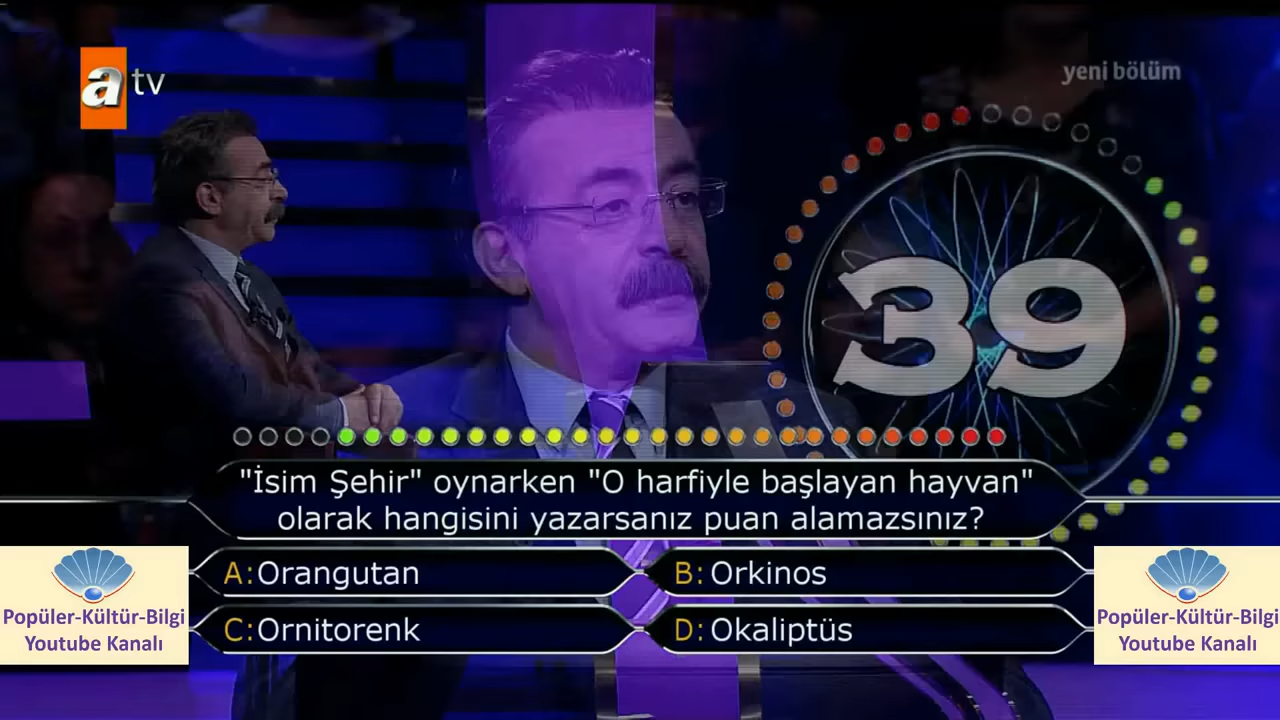 atv
yeni bölüm
39
"İsim Şehir" oynarken "O harfiyle başlayan hayvan"
olarak hangisini yazarsanız puan alamazsınız?
A: Orangutan
B: Orkinos
C: Ornitorenk
D: Okaliptüs
Popüler-Kültür-Bilgi
Youtube Kanalı
Popüler-Kültür-Bilgi
Youtube Kanalı